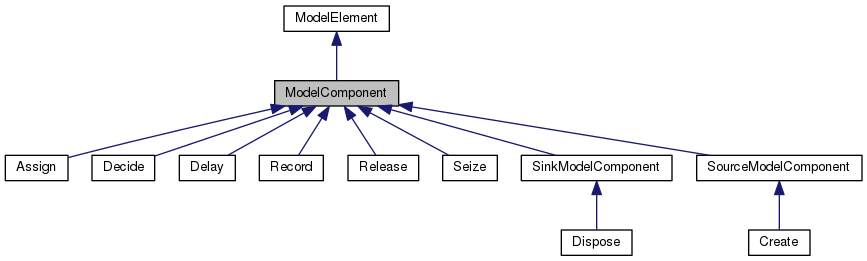 ModelElement
ModelComponent
Assign
Decide
Delay
Record
Release
Seize
SinkModelComponent
SourceModelComponent
Dispose
Create